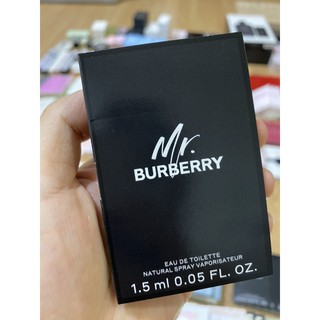 Mr.
BURBERRY
EAU DE TOILETTE
NATURAL SPRAY VAPORISATEUR
1.5 ml 0.05 FL. OZ.